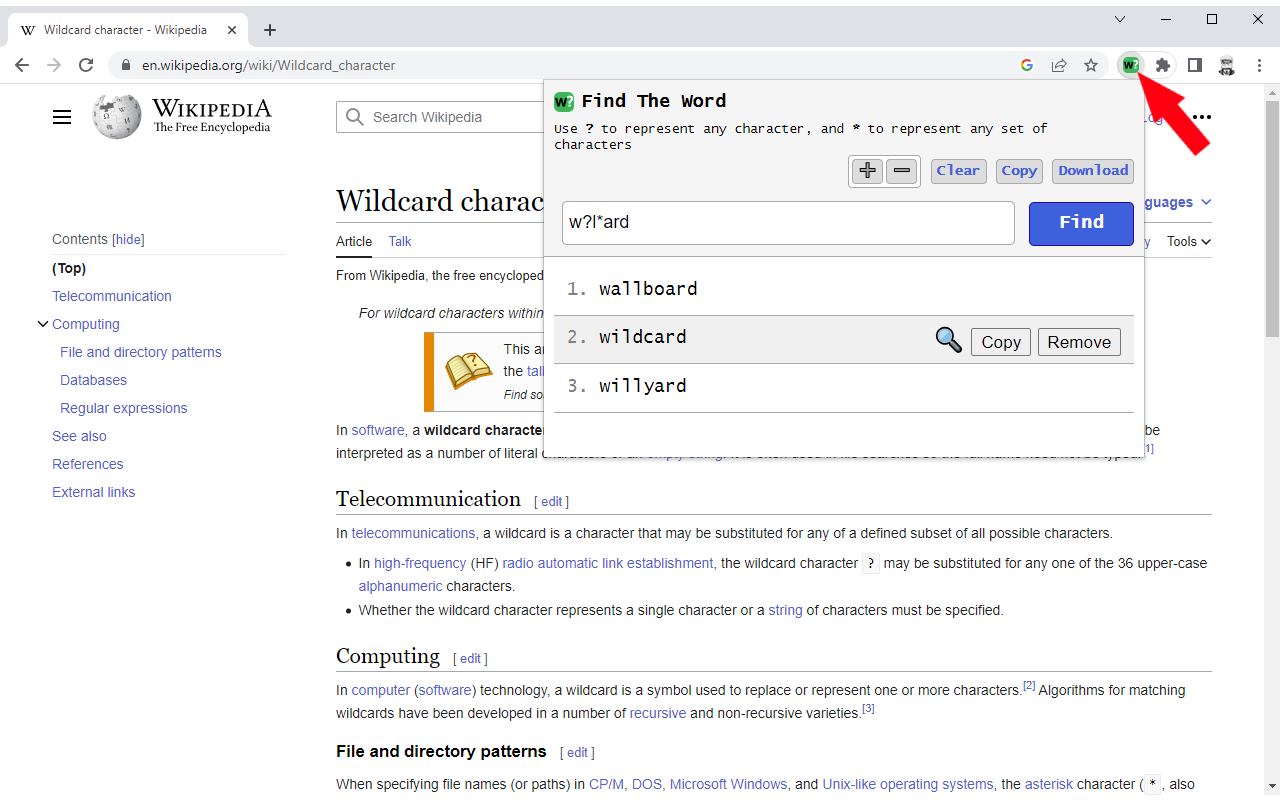 Wildcard character - Wikipedia
en.wikipedia.org/wiki/Wildcard_character
WIKIPEDIA
The Free Encyclopedia
Search Wikipedia
W?
Find The Word
Use ? to represent any character, and * to represent any set of
characters
+ −
Clear
Copy
Download
w?l*ard
Find
1. wallboard
2. wildcard
Copy
Remove
3. willyard
Contents [hide]
(Top)
Telecommunication
Computing
File and directory patterns
Databases
Regular expressions
See also
References
External links
Wildcard charac
guages
Article
Talk
y
Tools
From Wikipedia, the free encycloped
For wildcard characters within
This ar
the tal
Find so
In software, a wildcard characte
be
interpreted as a number of literal
[1]
Telecommunication [ edit ]
In telecommunications, a wildcard is a character that may be substituted for any of a defined subset of all possible characters.
• In high-frequency (HF) radio automatic link establishment, the wildcard character ? may be substituted for any one of the 36 upper-case
alphanumeric characters.
• Whether the wildcard character represents a single character or a string of characters must be specified.
Computing [ edit ]
In computer (software) technology, a wildcard is a symbol used to replace or represent one or more characters.[2] Algorithms for matching
wildcards have been developed in a number of recursive and non-recursive varieties.[3]
File and directory patterns [ edit ]
When specifying file names (or paths) in CP/M, DOS, Microsoft Windows, and Unix-like operating systems, the asterisk character ( * , also